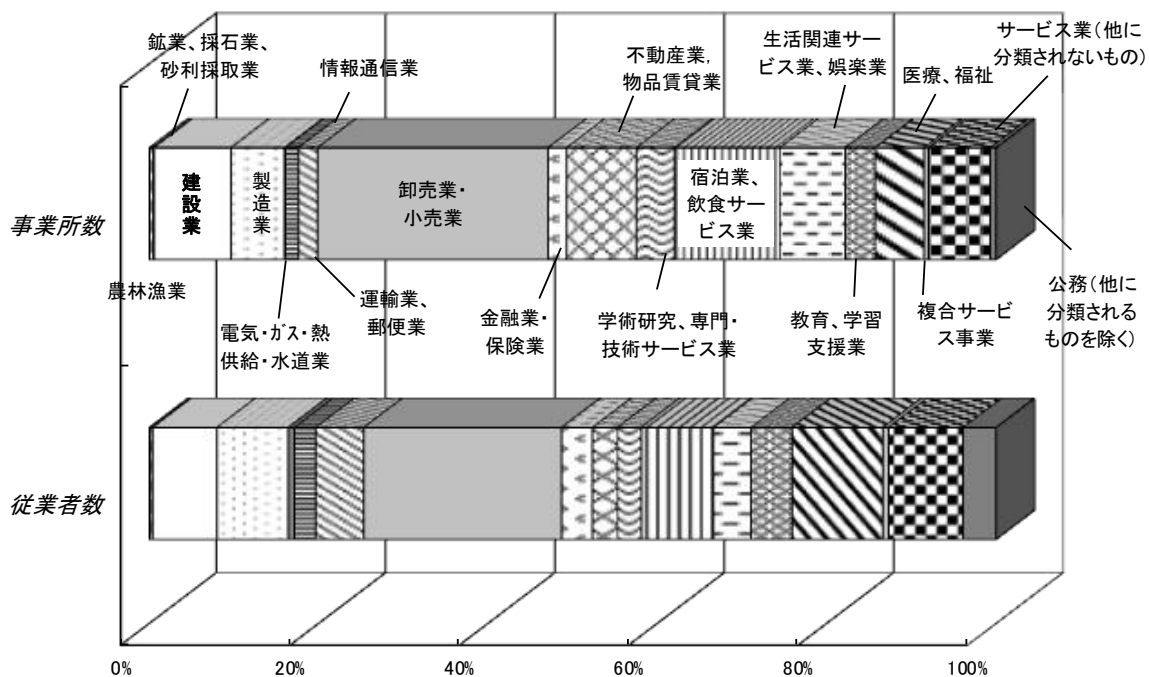 鉱業、採石業、
砂利採取業
情報通信業
不動産業,
物品賃貸業
生活関連サー
ビス業、娯楽業
医療、福祉
サービス業(他に
分類されないもの)
事業所数
建設業
製造業
卸売業・
小売業
宿泊業、
飲食サー
ビス業
農林漁業
電気・ガス・熱
供給・水道業
運輸業、
郵便業
金融業・
保険業
学術研究、専門・
技術サービス業
教育、学習
支援業
複合サービ
ス事業
公務(他に
分類される
ものを除く)
従業者数
0%
20%
40%
60%
80%
100%